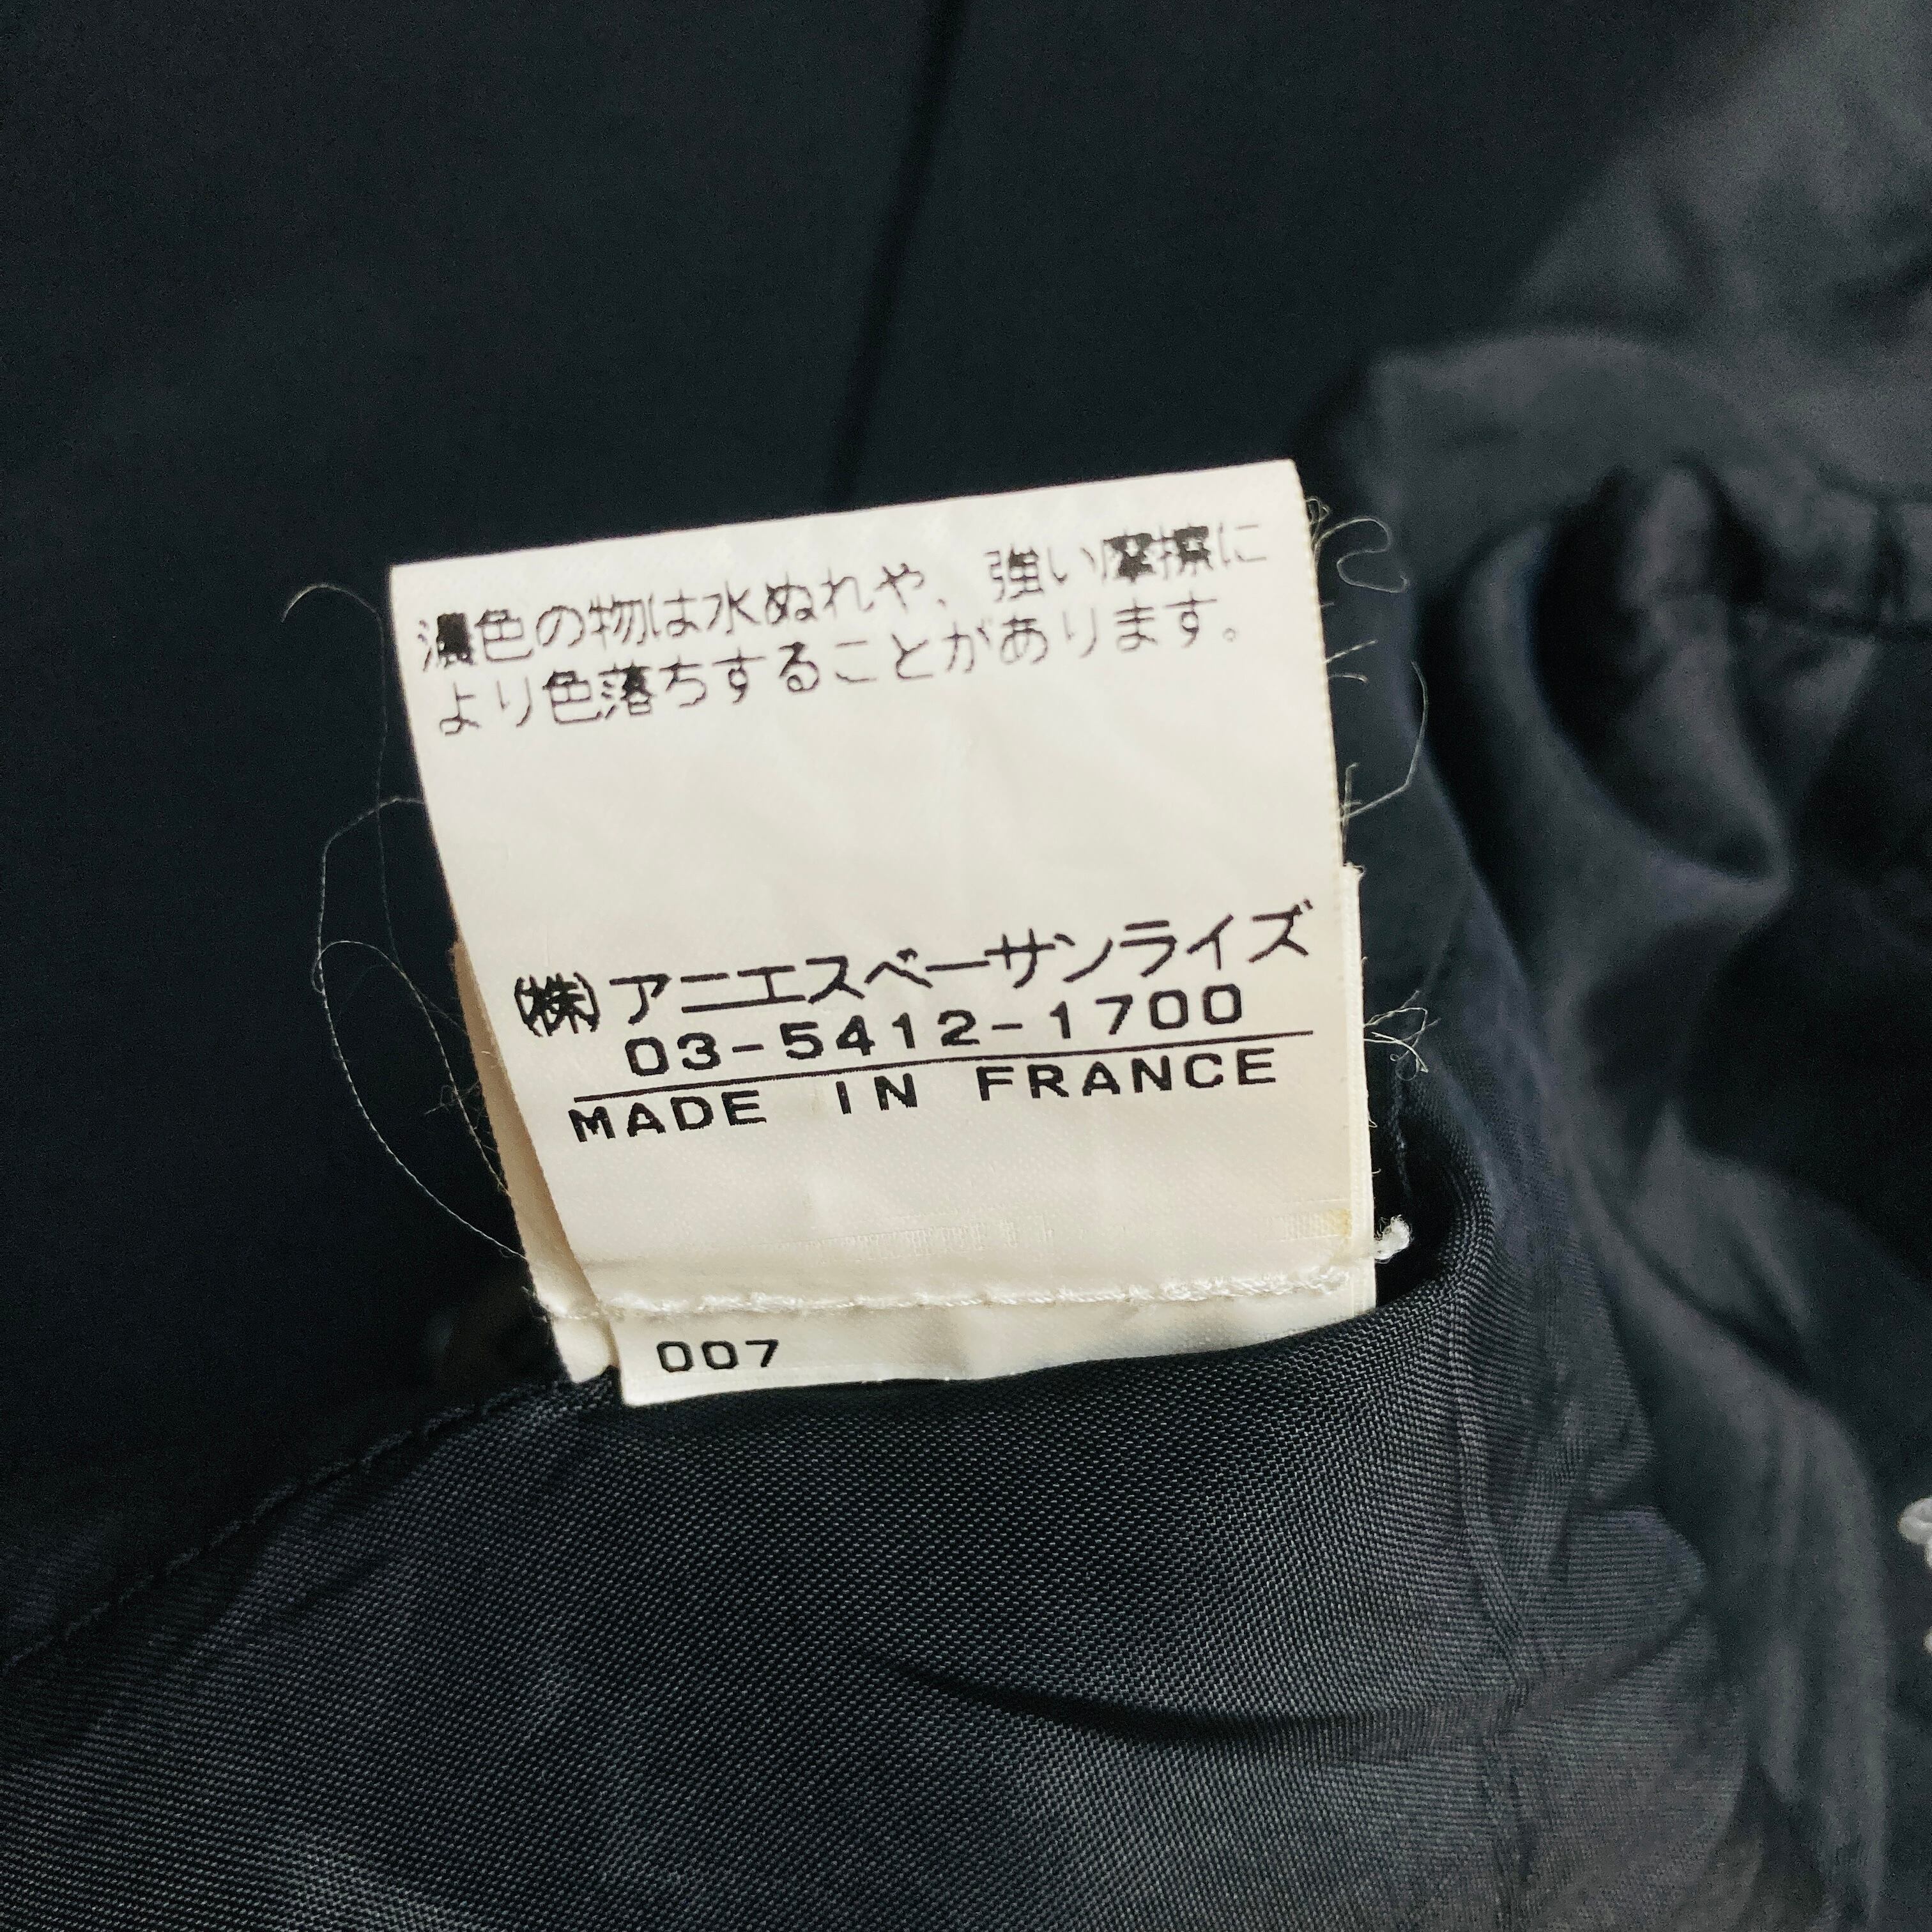 濃色の物は水ぬれや、強い摩擦に
より色落ちすることがあります。
㈱アニエスベーサンライズ
03-5412-1700
MADE IN FRANCE
007